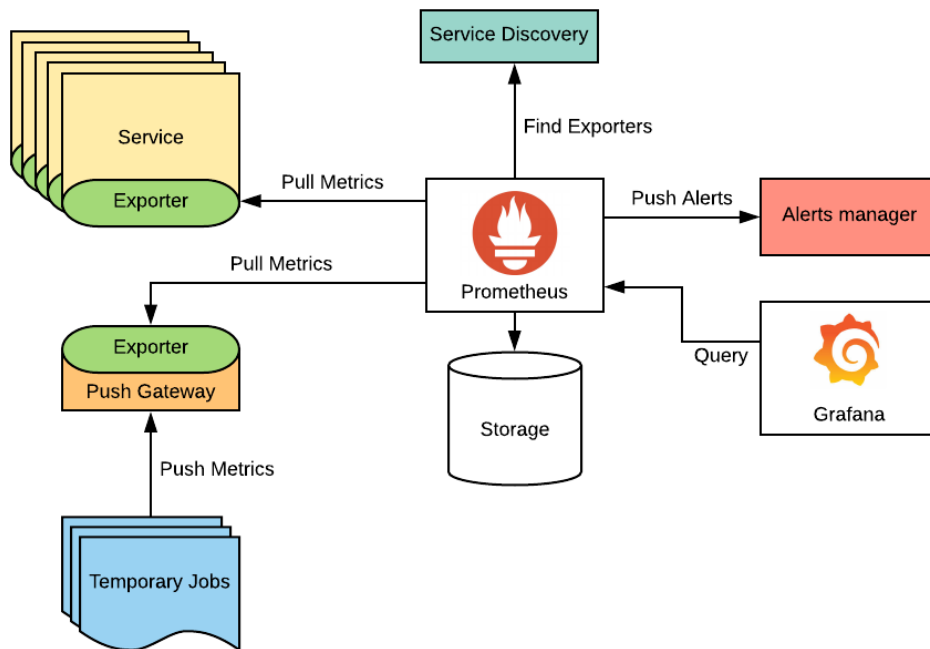 Service Discovery
Find Exporters
Service
Exporter
Pull Metrics
Push Alerts
Alerts manager
Pull Metrics
Prometheus
Exporter
Push Gateway
Query
Grafana
Storage
Push Metrics
Temporary Jobs